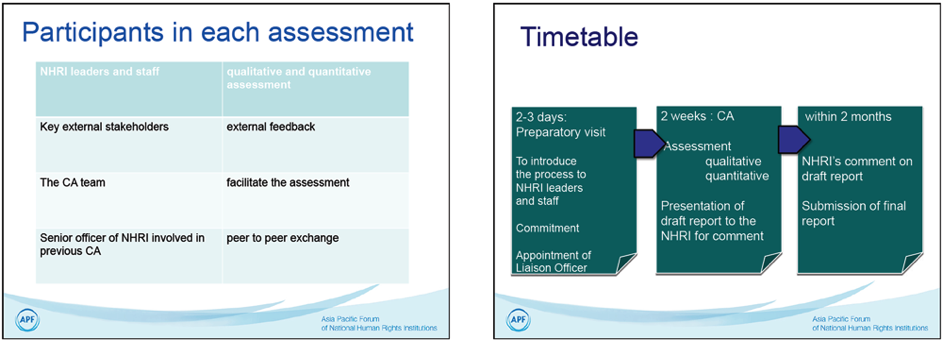 Participants in each assessment
NHRI leaders and staff
qualitative and quantitative
assessment
Key external stakeholders
external feedback
The CA team
facilitate the assessment
Senior officer of NHRI involved in
previous CA
peer to peer exchange
APF
Asia Pacific Forum
of National Human Rights Institutions
Timetable
2-3 days:
Preparatory visit
To introduce
the process to
NHRI leaders
and staff
Commitment
Appointment of
Liaison Officer
2 weeks : CA
Assessment
qualitative
quantitative
Presentation of
draft report to the
NHRI for comment
within 2 months
NHRI's comment on
draft report
Submission of final
report
APF
Asia Pacific Forum
of National Human Rights Institutions